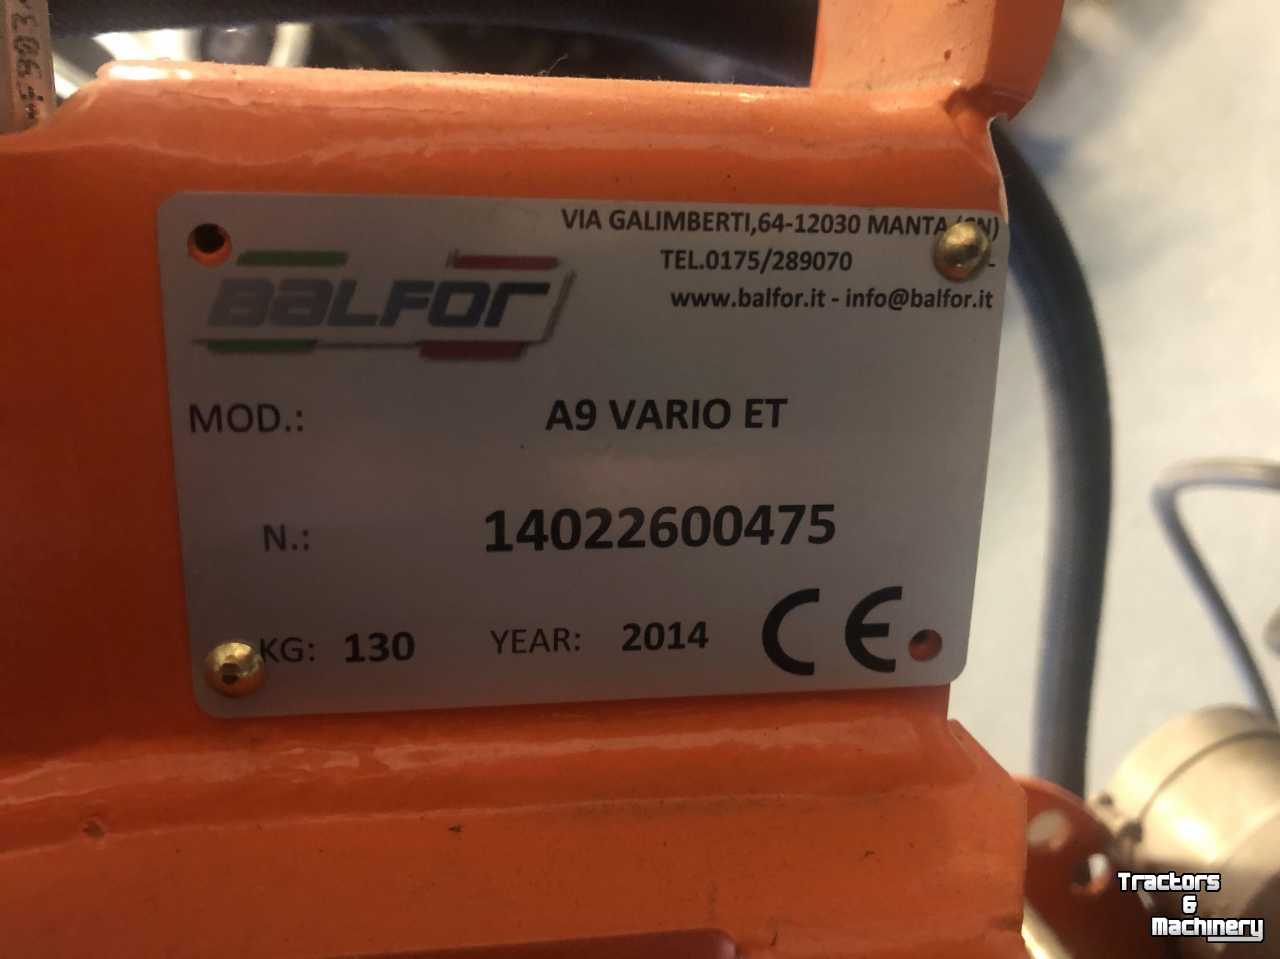 VIA GALIMBERTI,64-12030 MANTA
TEL.0175/289070
www.balfor.it - info@balfor.it
BALFOR
MOD.: A9 VARIO ET
N.: 14022600475
KG: 130 YEAR: 2014 CE
Tractors
&
Machinery